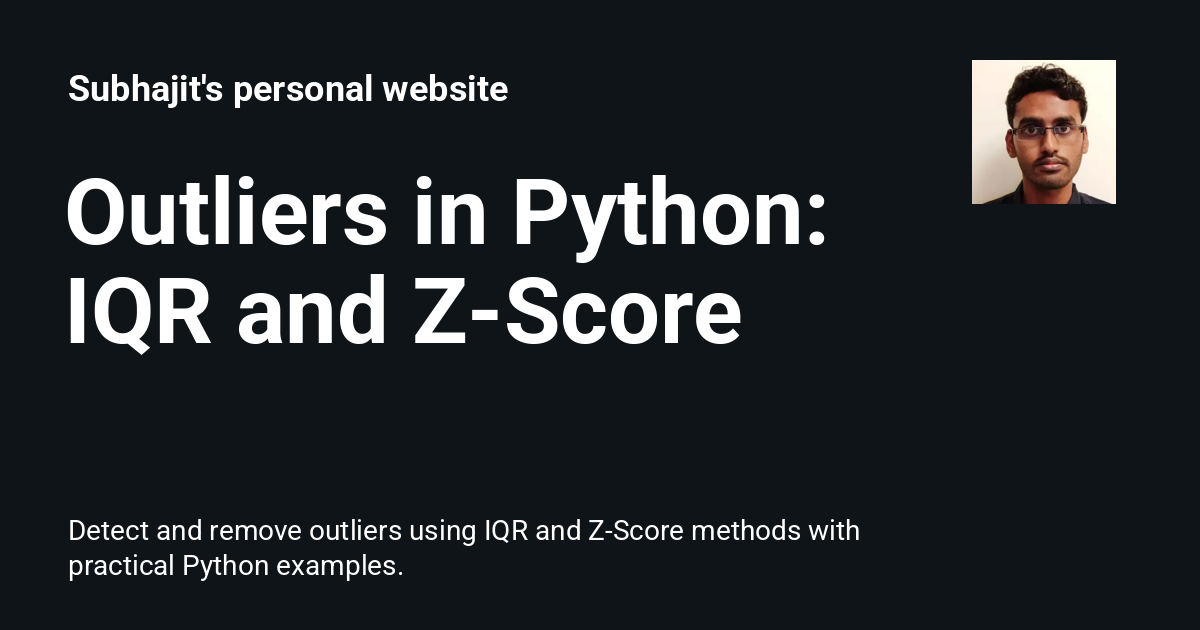 Subhajit's personal website
Outliers in Python:
IQR and Z-Score
Detect and remove outliers using IQR and Z-Score methods with
practical Python examples.